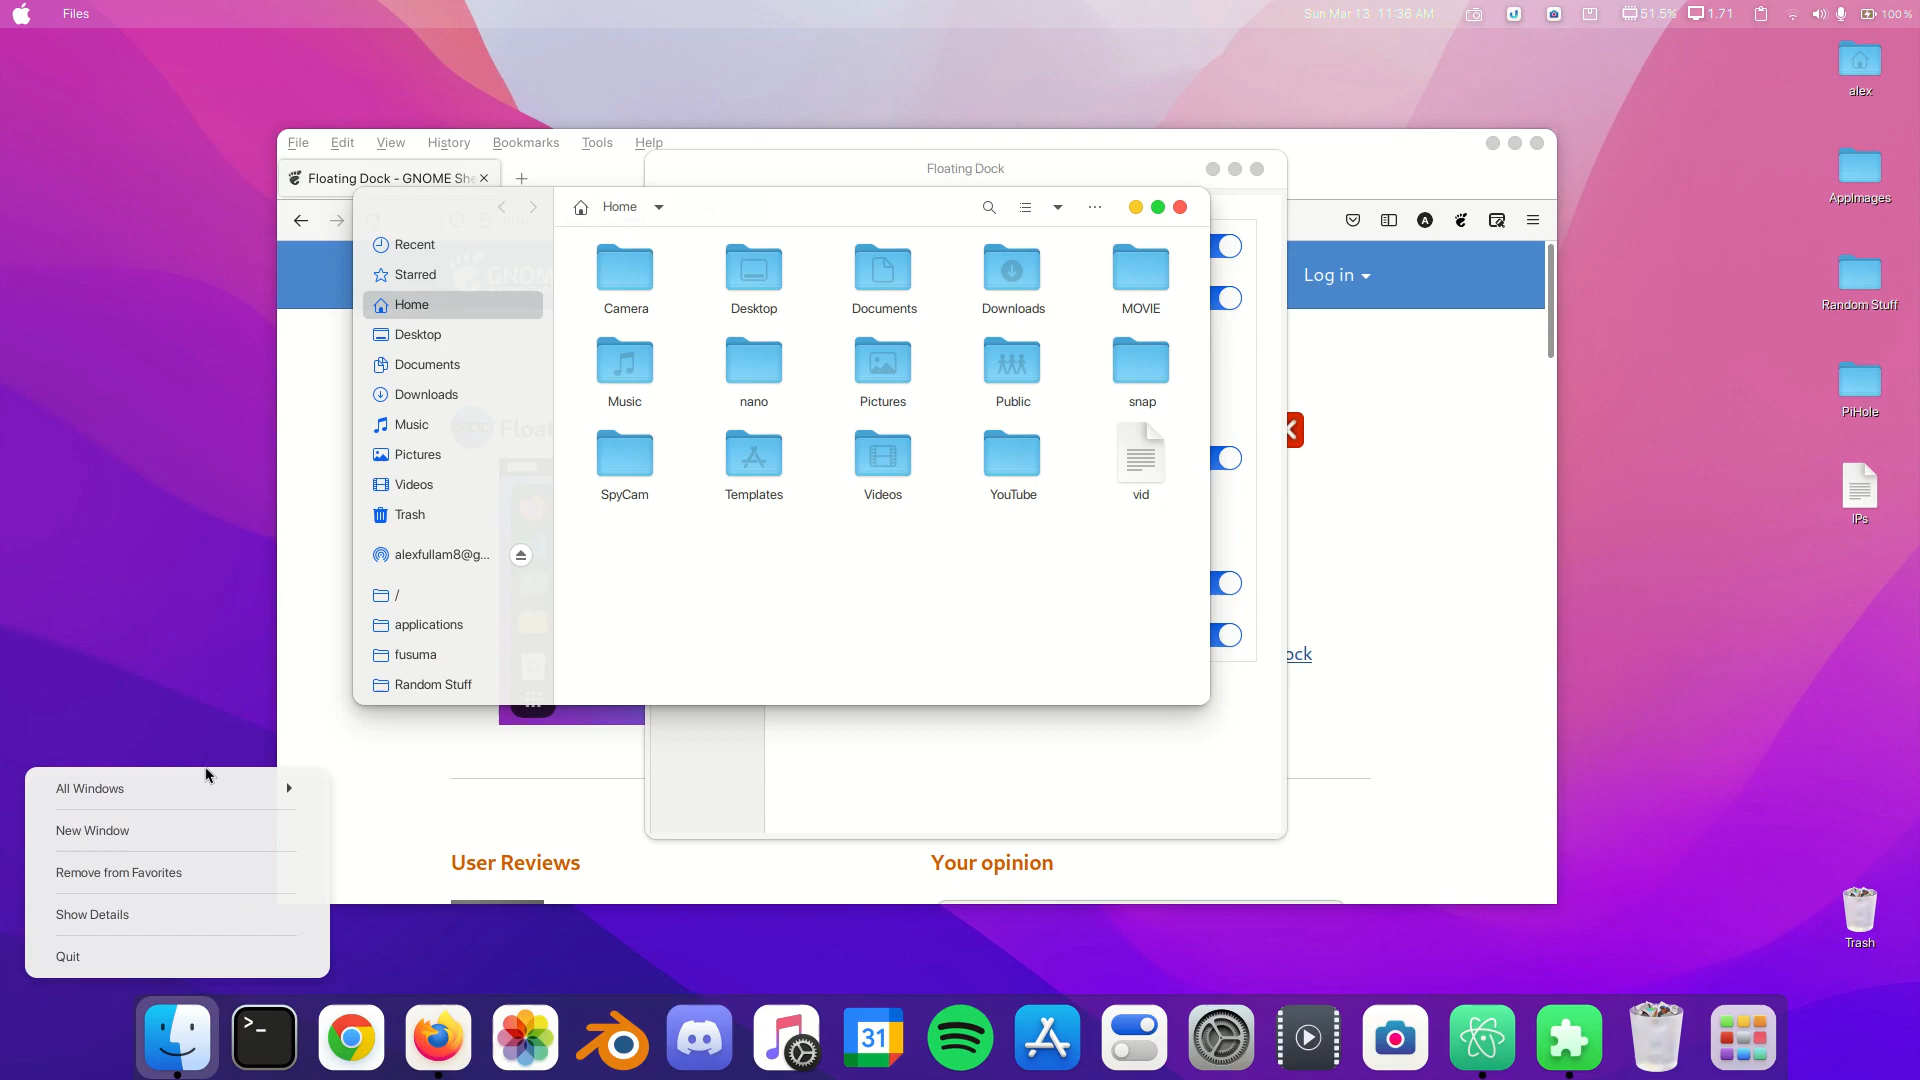 Files
Sun Mar 13 11:36 AM
51.5%
1.71
100%
alex
AppImages
Random Stuff
PiHole
IPs
Trash
File Edit View History Bookmarks Tools Help
Floating Dock - GNOME She
Floating Dock
Home
Recent
Starred
Home
Desktop
Documents
Downloads
Music
Pictures
Videos
Trash
alexfullam8@g...
/
applications
fusuma
Random Stuff
Camera Desktop Documents Downloads MOVIE
Music nano Pictures Public snap
SpyCam Templates Videos YouTube vid
Log in
ock
User Reviews
Your opinion
All Windows
New Window
Remove from Favorites
Show Details
Quit
>_
31